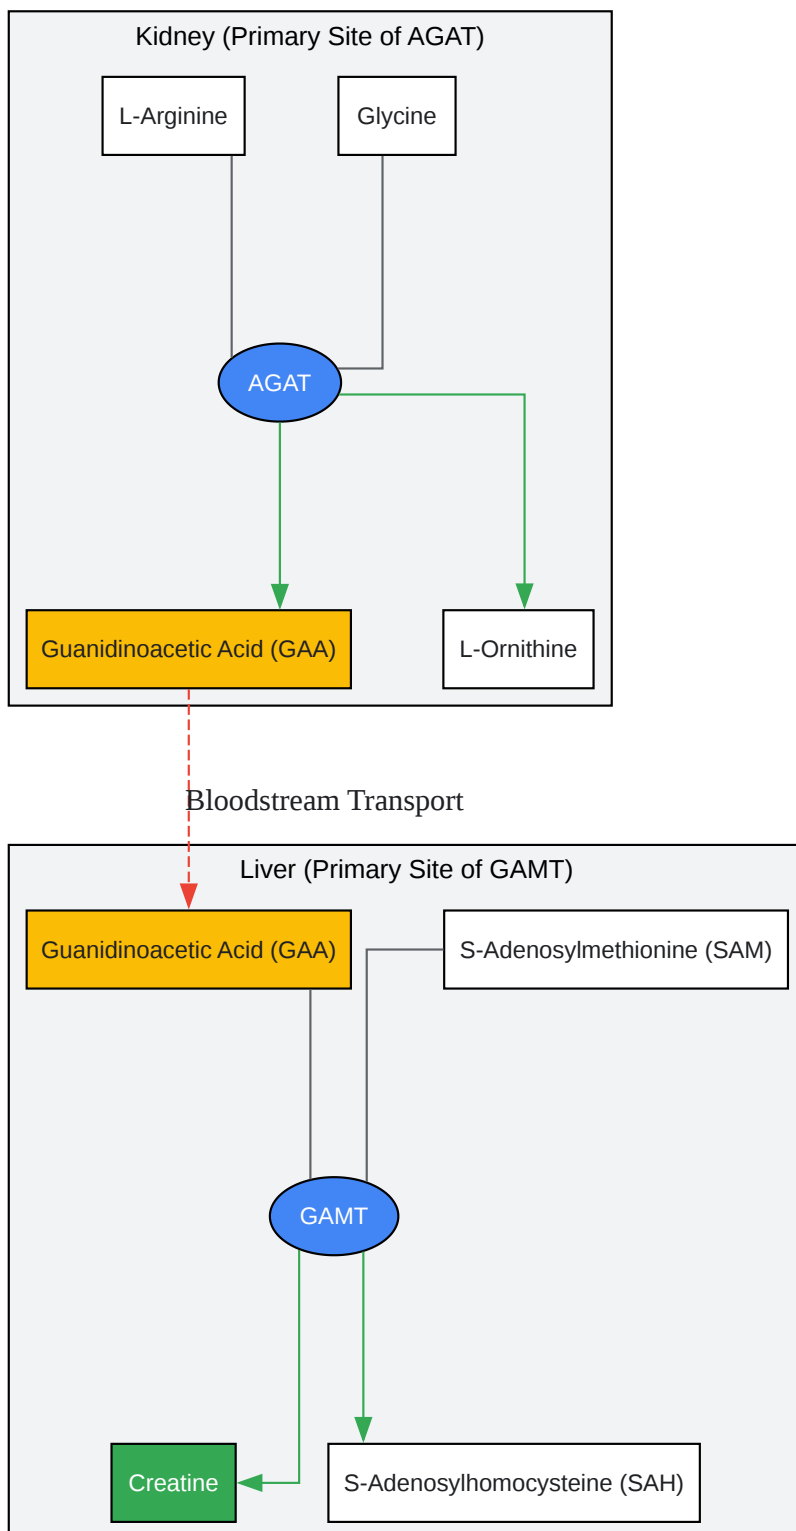 Kidney (Primary Site of AGAT)
L-Arginine
Glycine
AGAT
Guanidinoacetic Acid (GAA)
L-Ornithine
Bloodstream Transport
Liver (Primary Site of GAMT)
Guanidinoacetic Acid (GAA)
S-Adenosylmethionine (SAM)
GAMT
Creatine
S-Adenosylhomocysteine (SAH)